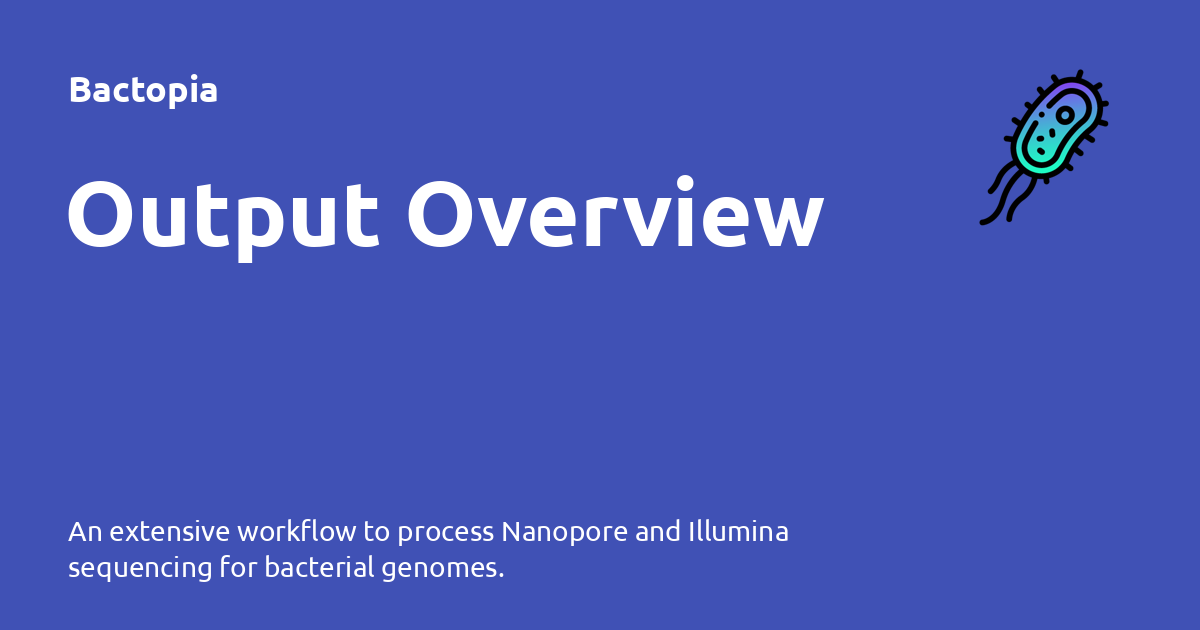 Bactopia
Output Overview
An extensive workflow to process Nanopore and Illumina
sequencing for bacterial genomes.